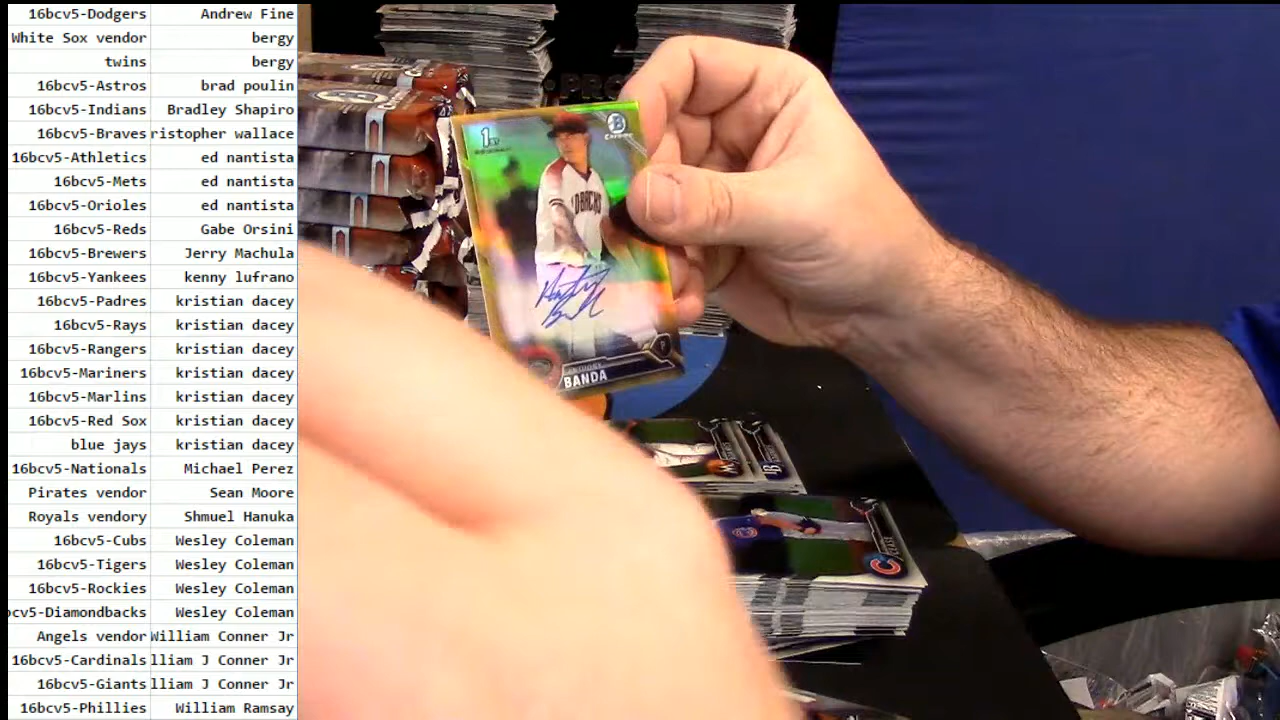 16bcv5-Dodgers Andrew Fine
White Sox vendor bergy
twins bergy
16bcv5-Astros brad poulin
16bcv5-Indians Bradley Shapiro
16bcv5-Braves ristopher wallace
16bcv5-Athletics ed nantista
16bcv5-Mets ed nantista
16bcv5-Orioles ed nantista
16bcv5-Reds Gabe Orsini
16bcv5-Brewers Jerry Machula
16bcv5-Yankees kenny lufrano
16bcv5-Padres kristian dacey
16bcv5-Rays kristian dacey
16bcv5-Rangers kristian dacey
16bcv5-Mariners kristian dacey
16bcv5-Marlins kristian dacey
16bcv5-Red Sox kristian dacey
blue jays kristian dacey
16bcv5-Nationals Michael Perez
Pirates vendor Sean Moore
Royals vendory Shmuel Hanuka
16bcv5-Cubs Wesley Coleman
16bcv5-Tigers Wesley Coleman
16bcv5-Rockies Wesley Coleman
cv5-Diamondbacks Wesley Coleman
Angels vendor William Conner Jr
16bcv5-Cardinals lliam J Conner Jr
16bcv5-Giants lliam J Conner Jr
16bcv5-Phillies William Ramsay
PRO
1ST
B
CHROME
DBACKS
P
BANDA
C
CEASE